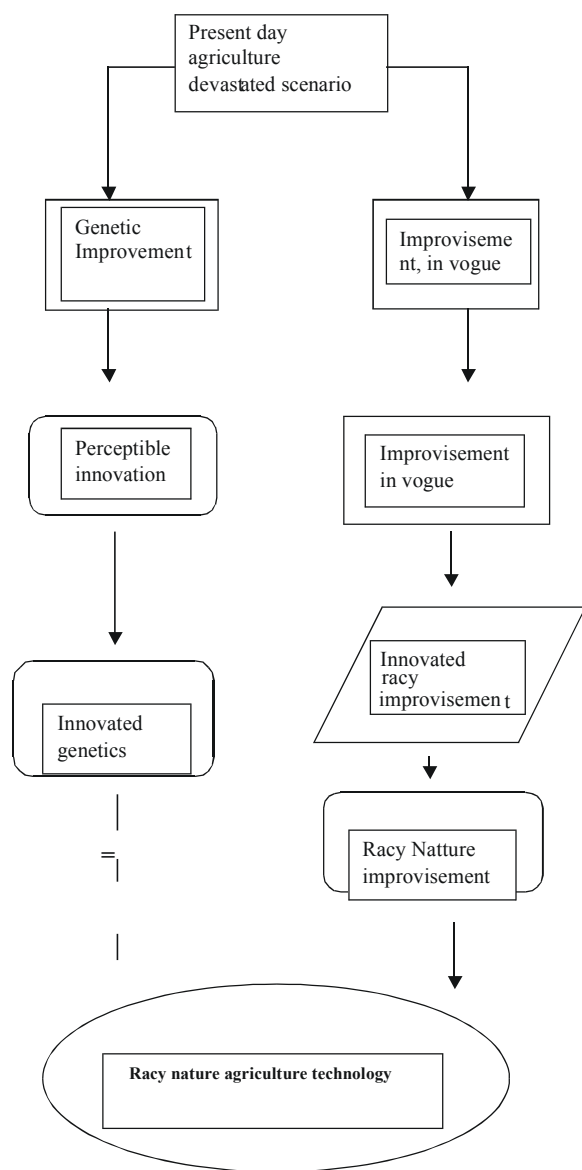 Present day
agriculture
devastated scenario
Genetic
Improvement
Improviseme
nt, in vogue
Perceptible
innovation
Improvisement
in vogue
Innovated
racy
improvisement
Innovated
genetics
=
Racy Natture
improvisement
Racy nature agriculture technology